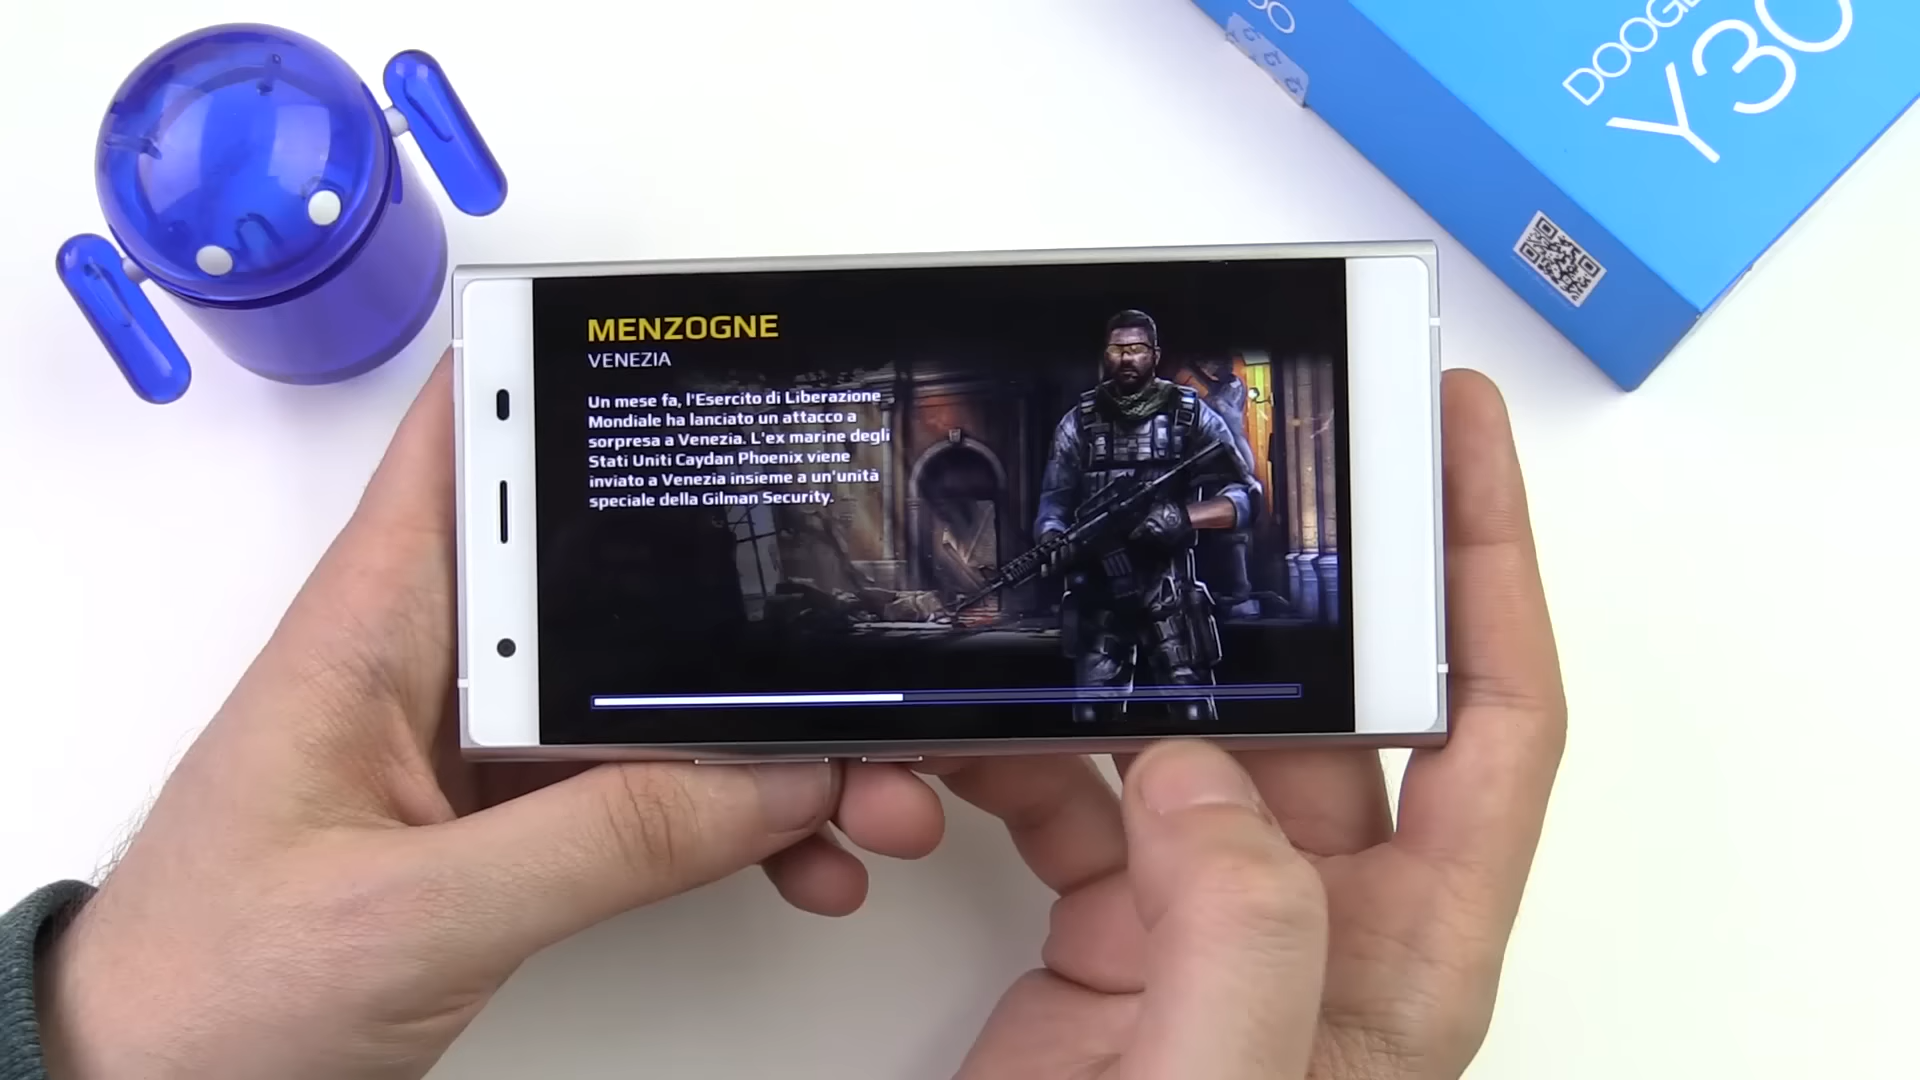 DOOGE
Y30
MENZOGNE
VENEZIA
Un mese fa, l'Esercito di Liberazione
Mondiale ha lanciato un attacco a
sorpresa a Venezia. L'ex marine degli
Stati Uniti Caydan Phoenix viene
inviato a Venezia insieme a un'unità
speciale della Gilman Security.